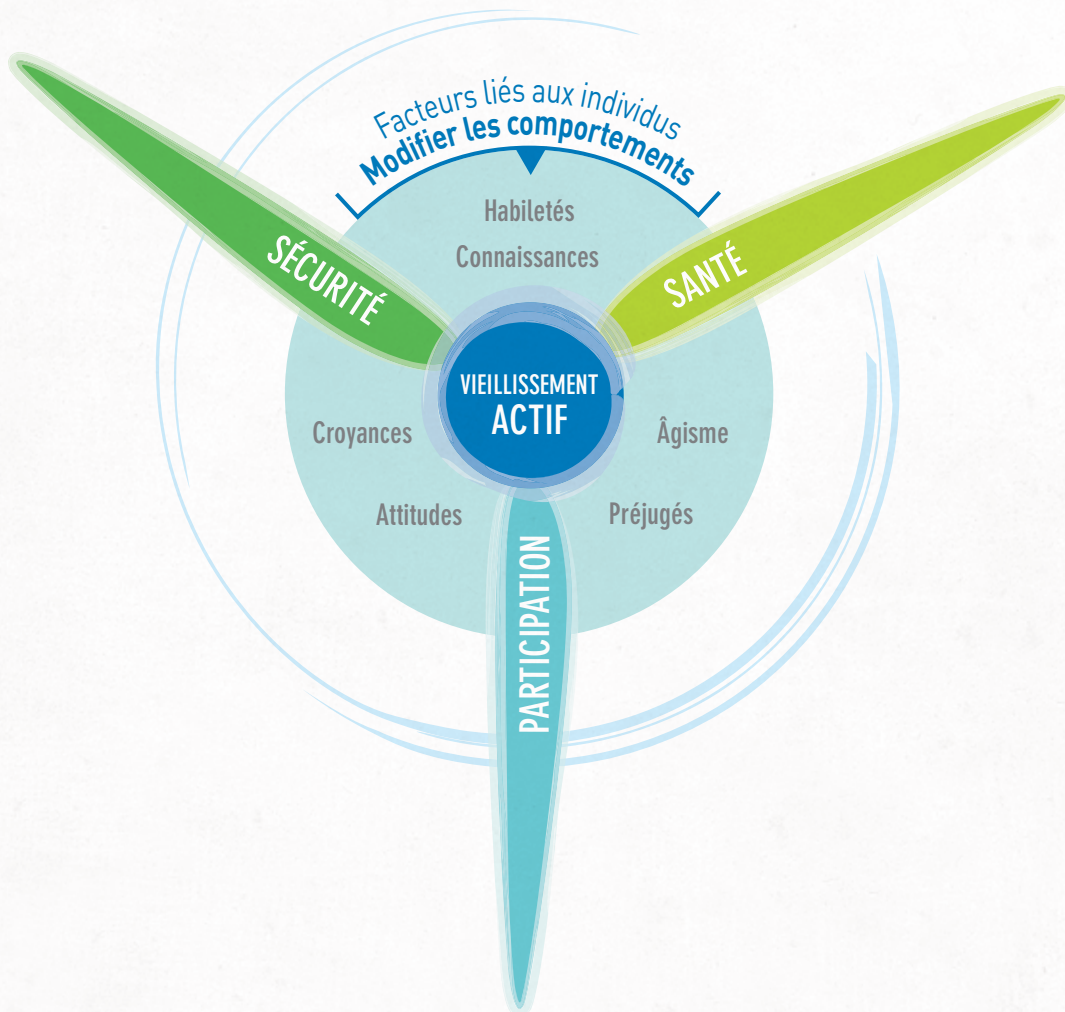 Facteurs liés aux individus
Modifier les comportements
Habiletés
Connaissances
SÉCURITÉ
SANTÉ
VIEILLISSEMENT
ACTIF
Croyances
Âgisme
Attitudes
Préjugés
PARTICIPATION